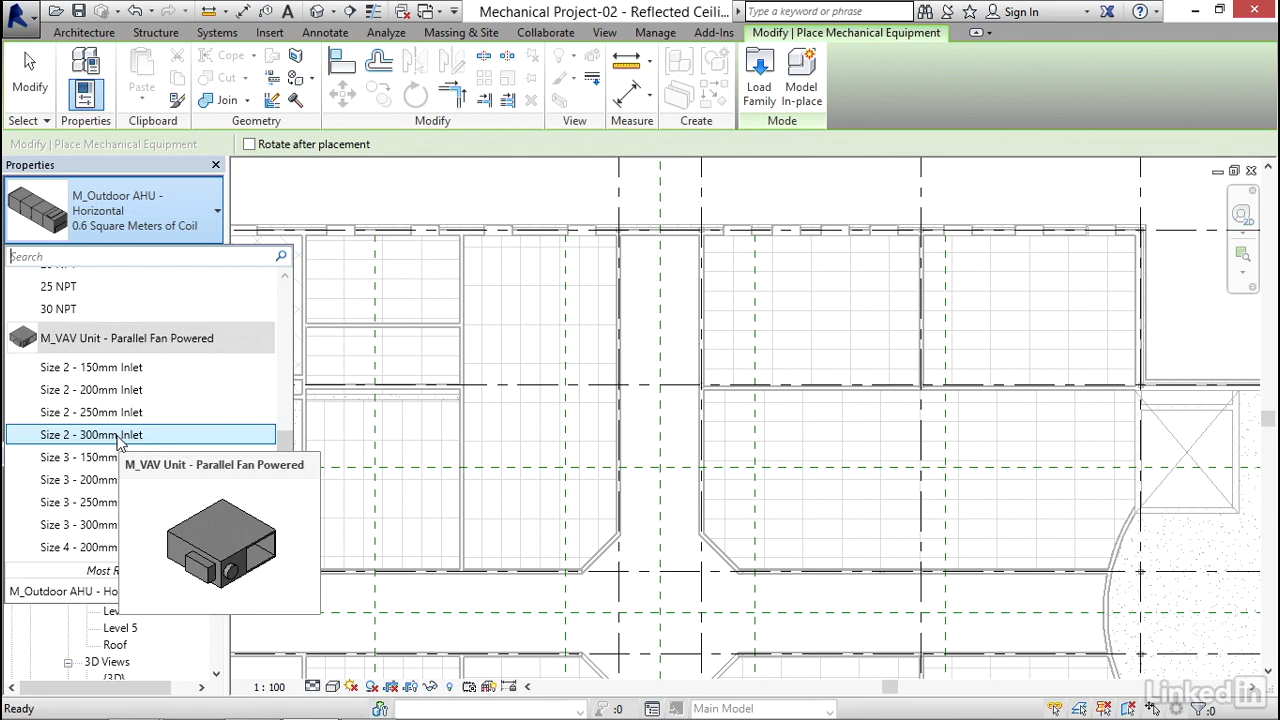 Mechanical Project-02 - Reflected Ceili...
Type a keyword or phrase
Sign In
Architecture
Structure
Systems
Insert
Annotate
Analyze
Massing & Site
Collaborate
View
Manage
Add-Ins
Modify | Place Mechanical Equipment
Cope
Cut
Join
Modify
Paste
Load
Family
Model
In-place
Select
Properties
Clipboard
Geometry
Modify
View
Measure
Create
Mode
Modify | Place Mechanical Equipment
Rotate after placement
Properties
M_Outdoor AHU -
Horizontal
0.6 Square Meters of Coil
2D
Search
25 NPT
30 NPT
M_VAV Unit - Parallel Fan Powered
Size 2 - 150mm Inlet
Size 2 - 200mm Inlet
Size 2 - 250mm Inlet
Size 2 - 300mm Inlet
Size 3 - 150mm
M_VAV Unit - Parallel Fan Powered
Size 3 - 200mm
Size 3 - 250mm
Size 3 - 300mm
Size 4 - 200mm
Most R
M_Outdoor AHU - Ho
Le
Level 5
Roof
3D Views
{3D}
1 : 100
Ready
:0
Main Model
:0
Linked in